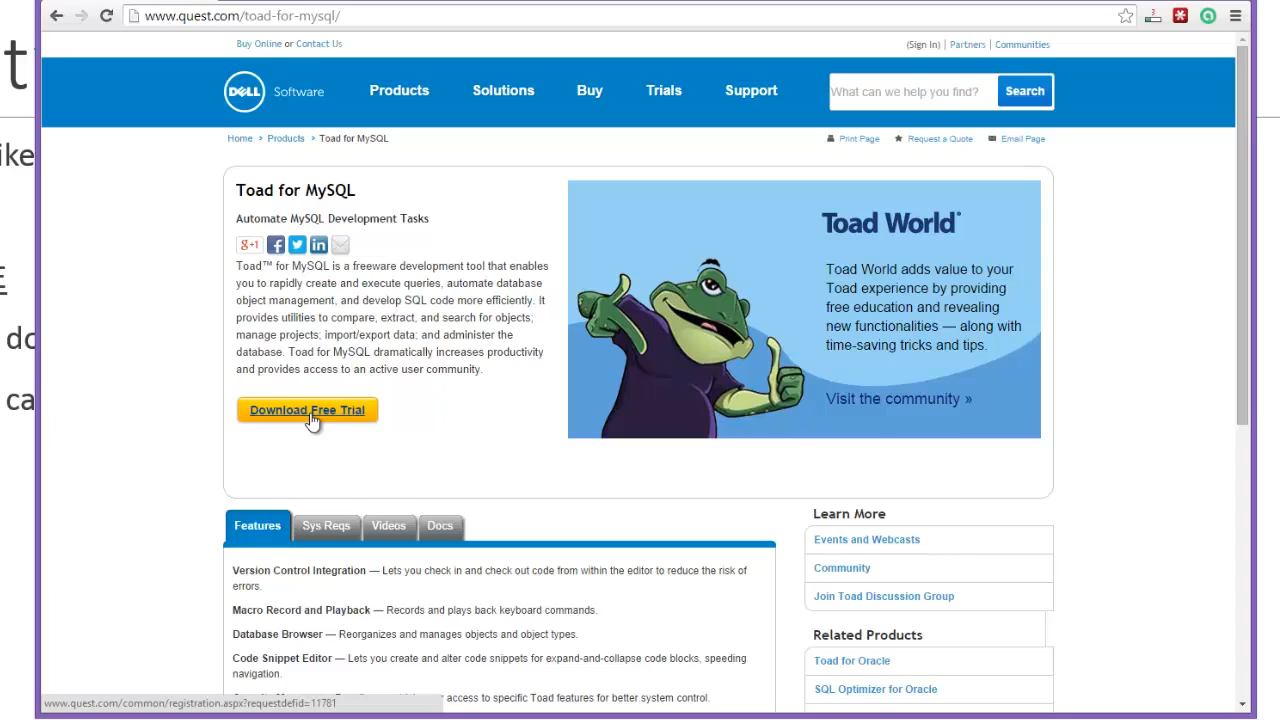 www.quest.com/toad-for-mysql/
3
Buy Online or Contact Us
(Sign In) | Partners | Communities
DELL Software
Products Solutions Buy Trials Support
What can we help you find? Search
Home > Products > Toad for MySQL
Print Page Request a Quote Email Page
Toad for MySQL
Automate MySQL Development Tasks
g+1
Toad™ for MySQL is a freeware development tool that enables
you to rapidly create and execute queries, automate database
object management, and develop SQL code more efficiently. It
provides utilities to compare, extract, and search for objects;
manage projects; import/export data; and administer the
database. Toad for MySQL dramatically increases productivity
and provides access to an active user community.
Download Free Trial
Toad World®
Toad World adds value to your
Toad experience by providing
free education and revealing
new functionalities — along with
time-saving tricks and tips.
Visit the community »
Features Sys Reqs Videos Docs
Version Control Integration — Lets you check in and check out code from within the editor to reduce the risk of
errors.
Macro Record and Playback — Records and plays back keyboard commands.
Database Browser — Reorganizes and manages objects and object types.
Code Snippet Editor — Lets you create and alter code snippets for expand-and-collapse code blocks, speeding
navigation.
access to specific Toad features for better system control.
Learn More
Events and Webcasts
Community
Join Toad Discussion Group
Related Products
Toad for Oracle
SQL Optimizer for Oracle
www.quest.com/common/registration.aspx?requestdefid=11781
t
ike
E
do
ca